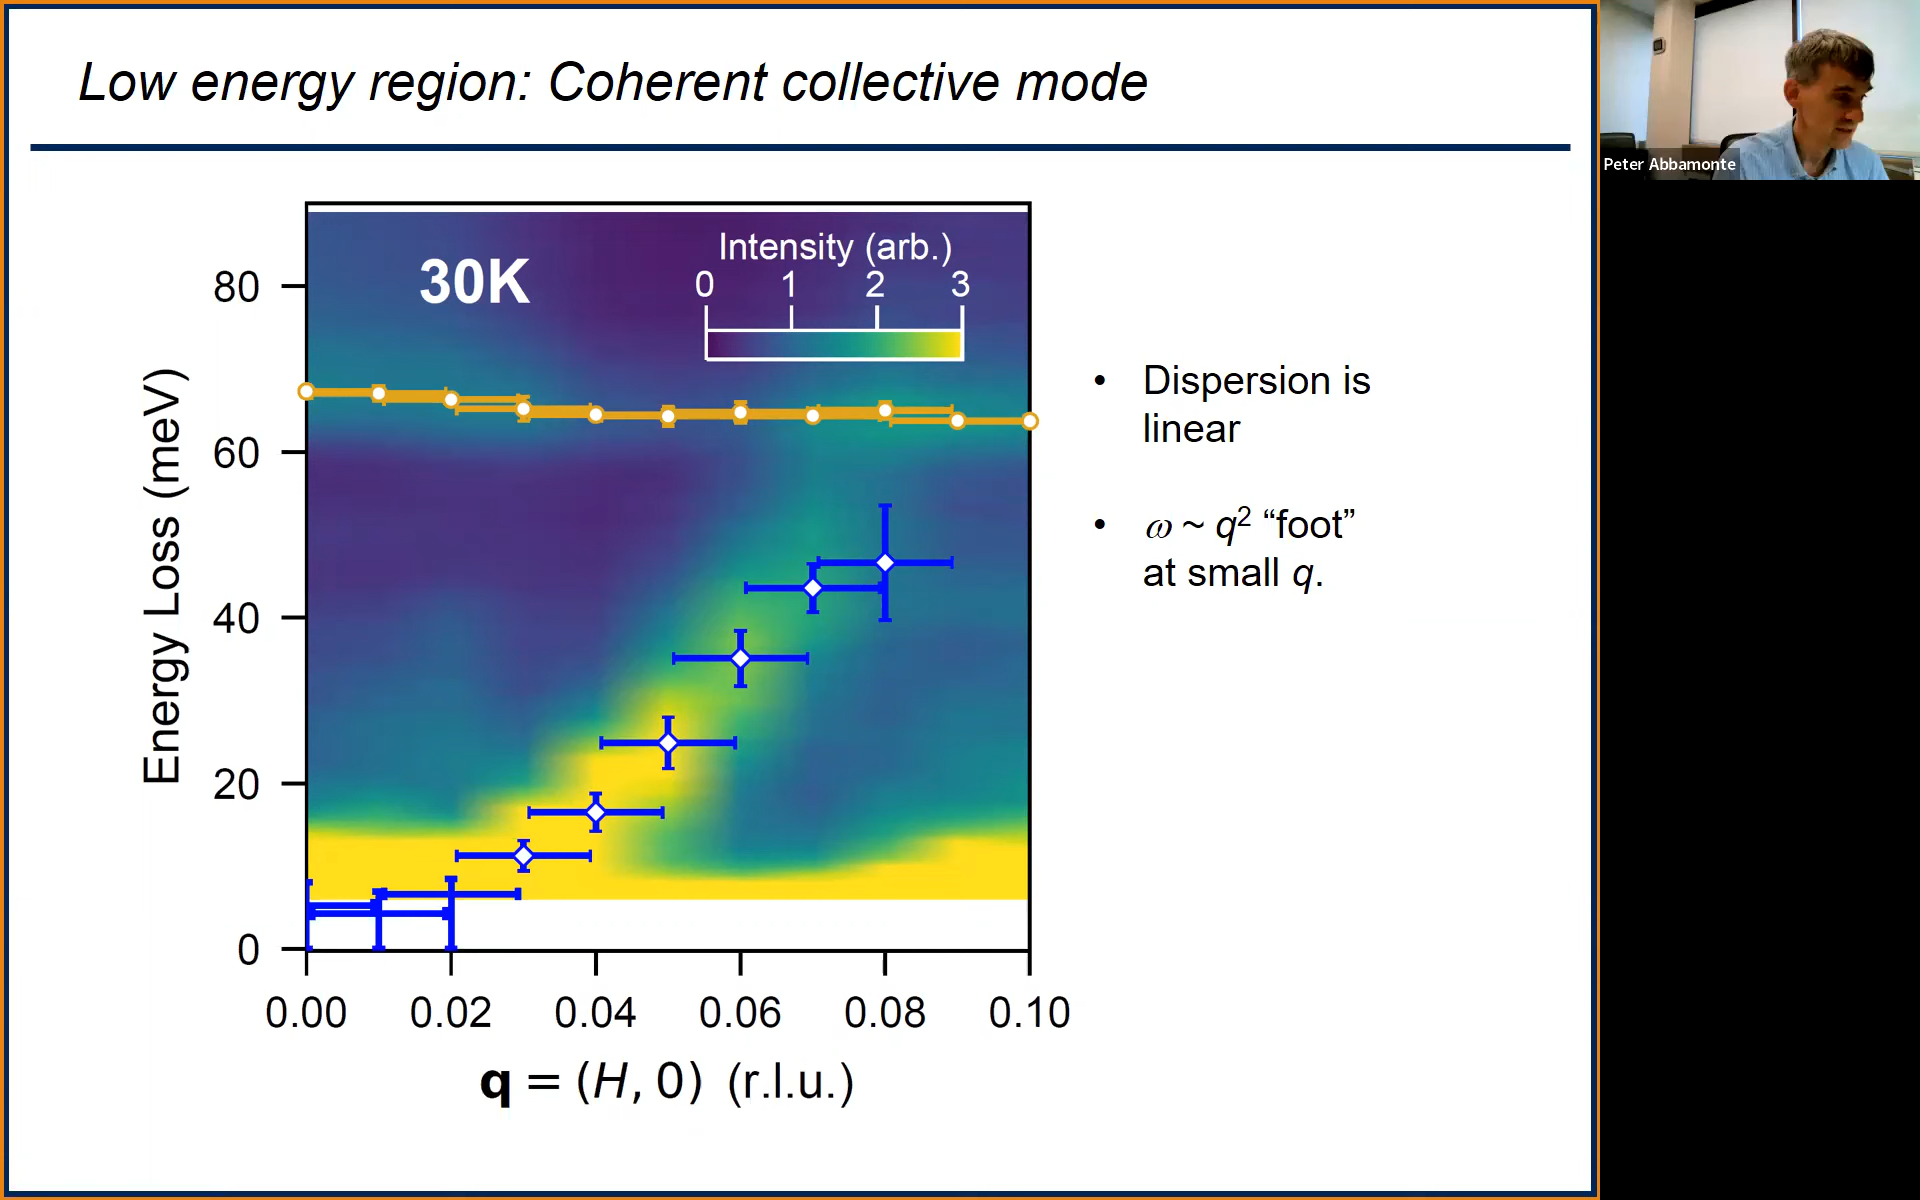 Low energy region: Coherent collective mode
Peter Abbamonte
30K
Intensity (arb.)
0 1 2 3
80
60
40
20
0
Energy Loss (meV)
0.00 0.02 0.04 0.06 0.08 0.10
q = (H, 0) (r.l.u.)
• Dispersion is
linear
• ω ~ q² “foot”
at small q.